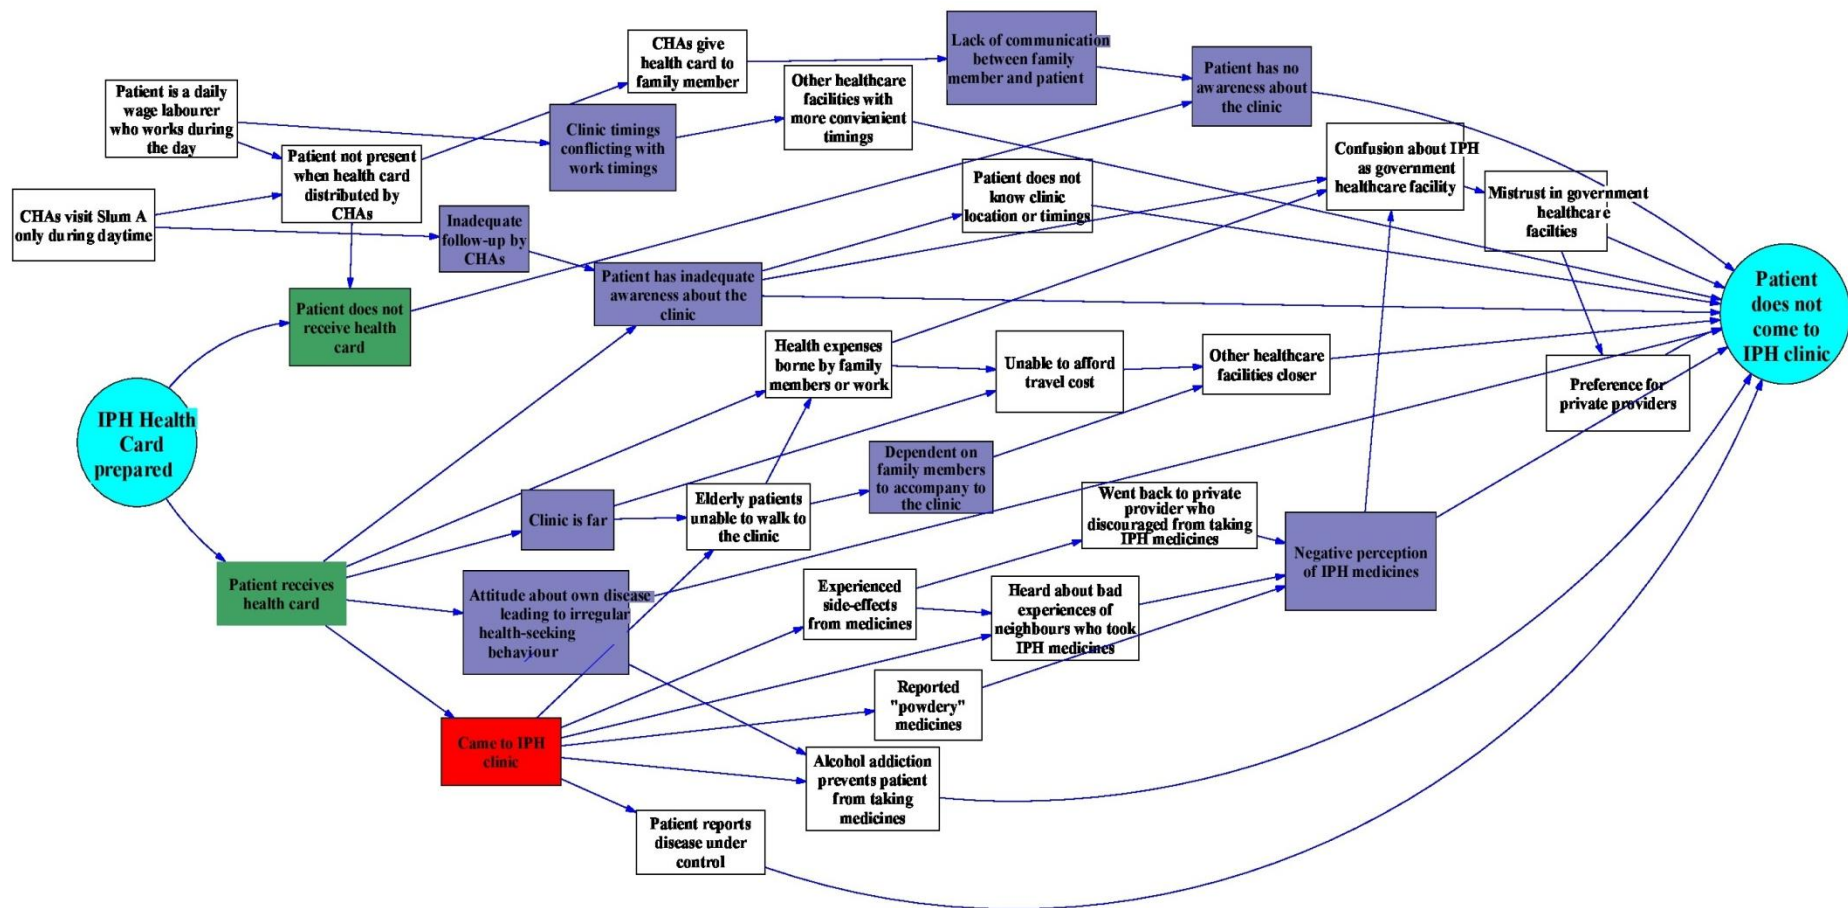 Patient is a daily
wage labourer
who works during
the day
CHAs visit Slum A
only during daytime
Patient not present
when health card
distributed by
CHAs
CHAs give
health card to
family member
Clinic timings
conflicting with
work timings
Inadequate
follow-up by
CHAs
Other healthcare
facilities with
more convienient
timings
Lack of communication
between family
member and patient
Patient has no
awareness about
the clinic
Patient does not
know clinic
location or timings
Confusion about IPH
as government
healthcare facility
Mistrust in government
healthcare
facilties
Patient does not
receive health
card
Patient has inadequate
awareness about the
clinic
Health expenses
borne by family
members or work
Unable to afford
travel cost
Other healthcare
facilities closer
Preference for
private providers
Patient
does not
come to
IPH clinic
IPH Health
Card
prepared
Clinic is far
Elderly patients
unable to walk to
the clinic
Dependent on
family members
to accompany to
the clinic
Went back to private
provider who
discouraged from taking
IPH medicines
Negative perception
of IPH medicines
Patient receives
health card
Attitude about own disease
leading to irregular
health-seeking
behaviour
Experienced
side-effects
from medicines
Heard about bad
experiences of
neighbours who took
IPH medicines
Reported
"powdery"
medicines
Came to IPH
clinic
Alcohol addiction
prevents patient
from taking
medicines
Patient reports
disease under
control